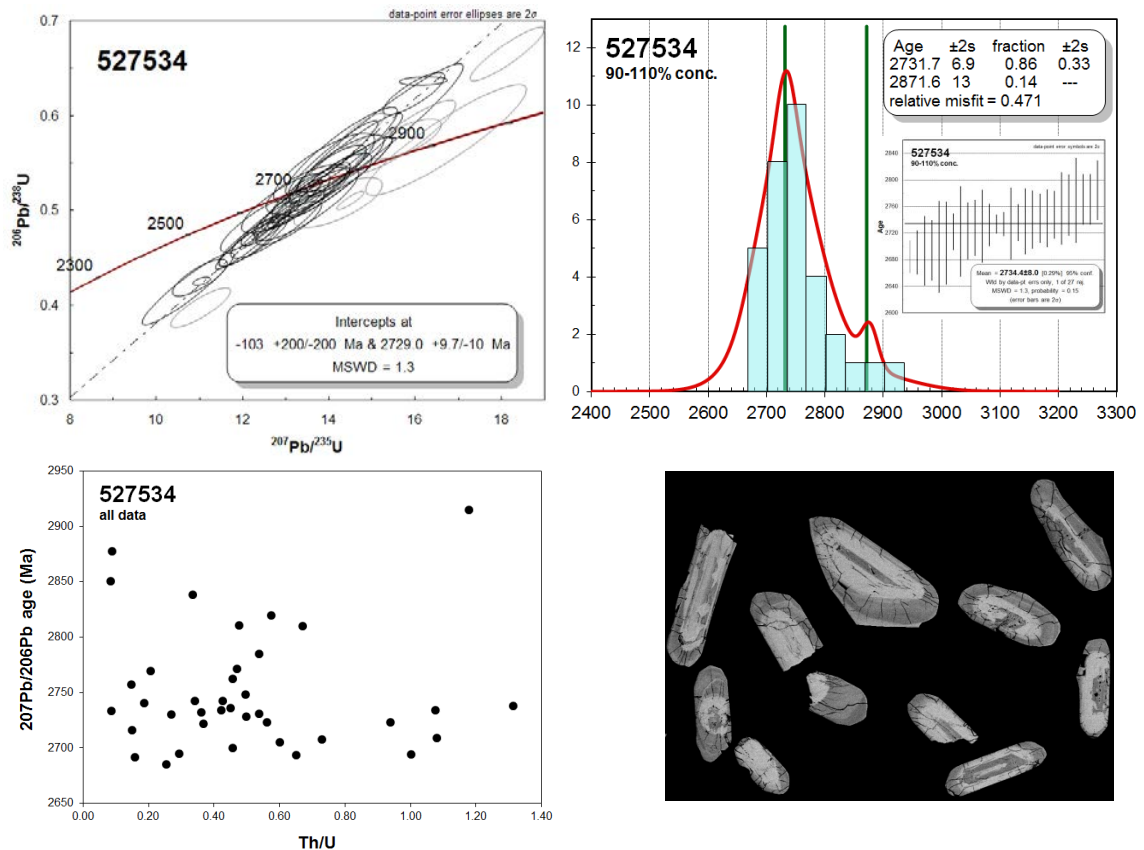 data-point error ellipses are 2σ
527534
0.7
0.6
0.5
0.4
0.3
206Pb/238U
2300
2500
2700
2900
Intercepts at
-103 +200/-200 Ma & 2729.0 +9.7/-10 Ma
MSWD = 1.3
8 10 12 14 16 18
207Pb/235U
527534
90-110% conc.
12
10
8
6
4
2
0
Age ±2s fraction ±2s
2731.7 6.9 0.86 0.33
2871.6 13 0.14 ---
relative misfit = 0.471
data-point error symbols are 2σ
527534
90-110% conc.
2840
2800
2760
2720
2680
2640
2600
Age
Mean = 2734.4±8.0 [0.29%] 95% conf.
Wtd by data-pt errs only, 1 of 27 rej.
MSWD = 1.3, probability = 0.15
(error bars are 2σ)
2400 2500 2600 2700 2800 2900 3000 3100 3200 3300
527534
all data
2950
2900
2850
2800
2750
2700
2650
207Pb/206Pb age (Ma)
0.00 0.20 0.40 0.60 0.80 1.00 1.20 1.40
Th/U